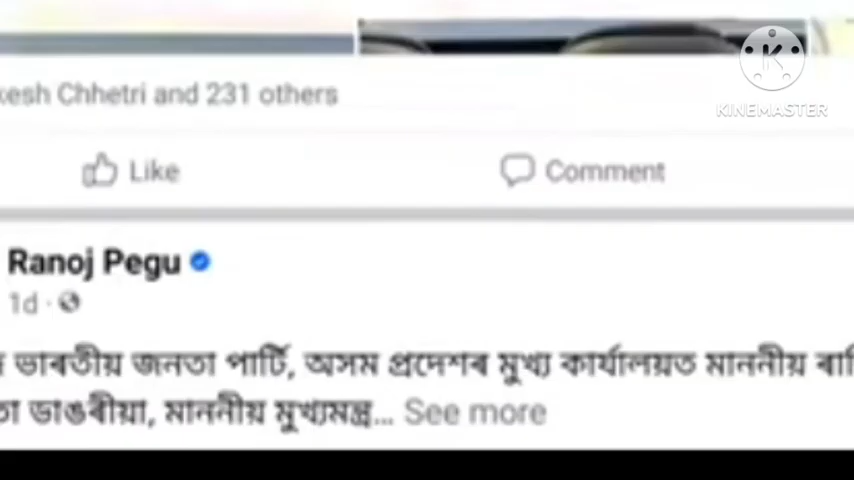 KINEMASTER
Chhetri and 231 others
Like
Comment
Ranoj Pegu
1d
ভাৰতীয় জনতা পাৰ্টি, অসম প্ৰদেশৰ মুখ্য কাৰ্যালয়ত মাননীয়
ডাঙৰীয়া, মাননীয় মুখ্যমন্ত্ৰ... See more